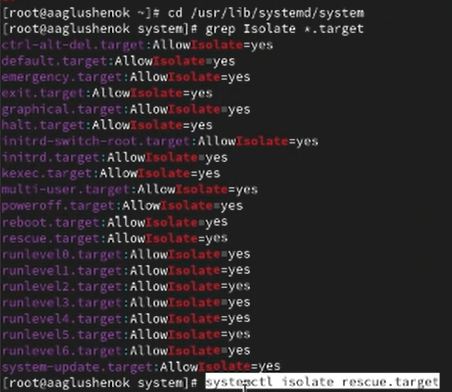 [root@aaglushenok ~]# cd /usr/lib/systemd/system
[root@aaglushenok system]# grep Isolate *.target
ctrl-alt-del.target:AllowIsolate=yes
default.target:AllowIsolate=yes
emergency.target:AllowIsolate=yes
exit.target:AllowIsolate=yes
graphical.target:AllowIsolate=yes
halt.target:AllowIsolate=yes
initrd-switch-root.target:AllowIsolate=yes
initrd.target:AllowIsolate=yes
kexec.target:AllowIsolate=yes
multi-user.target:AllowIsolate=yes
poweroff.target:AllowIsolate=yes
reboot.target:AllowIsolate=yes
rescue.target:AllowIsolate=yes
runlevel0.target:AllowIsolate=yes
runlevel1.target:AllowIsolate=yes
runlevel2.target:AllowIsolate=yes
runlevel3.target:AllowIsolate=yes
runlevel4.target:AllowIsolate=yes
runlevel5.target:AllowIsolate=yes
runlevel6.target:AllowIsolate=yes
system-update.target:AllowIsolate=yes
[root@aaglushenok system]# systemctl isolate rescue.target